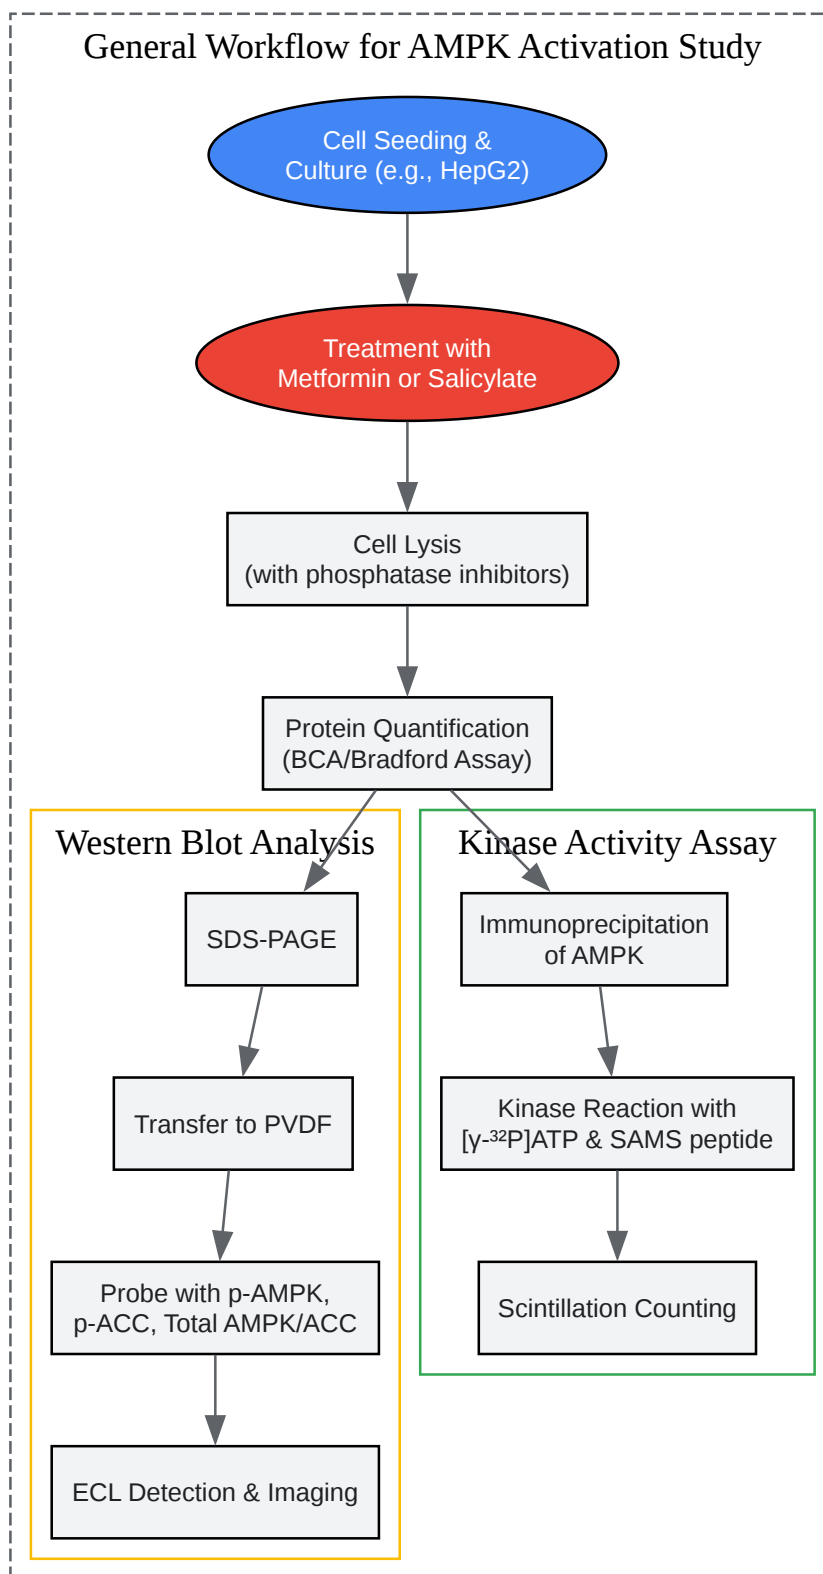 General Workflow for AMPK Activation Study
Cell Seeding &
Culture (e.g., HepG2)
Treatment with
Metformin or Salicylate
Cell Lysis
(with phosphatase inhibitors)
Protein Quantification
(BCA/Bradford Assay)
Western Blot Analysis
SDS-PAGE
Transfer to PVDF
Probe with p-AMPK,
p-ACC, Total AMPK/ACC
ECL Detection & Imaging
Kinase Activity Assay
Immunoprecipitation
of AMPK
Kinase Reaction with
[γ-³²P]ATP & SAMS peptide
Scintillation Counting